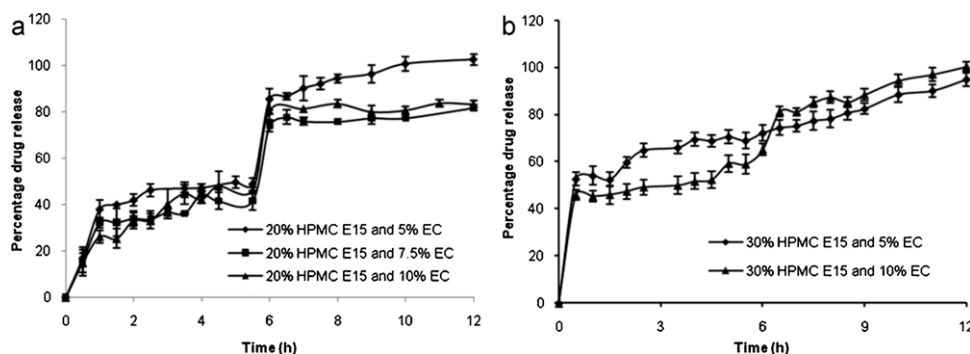 a
120
100
80
60
40
20
0
Percentage drug release
20% HPMC E15 and 5% EC
20% HPMC E15 and 7.5% EC
20% HPMC E15 and 10% EC
0 2 4 6 8 10 12
Time (h)
b
120
100
80
60
40
20
0
Percentage drug release
30% HPMC E15 and 5% EC
30% HPMC E15 and 10% EC
0 3 6 9 12
Time (h)